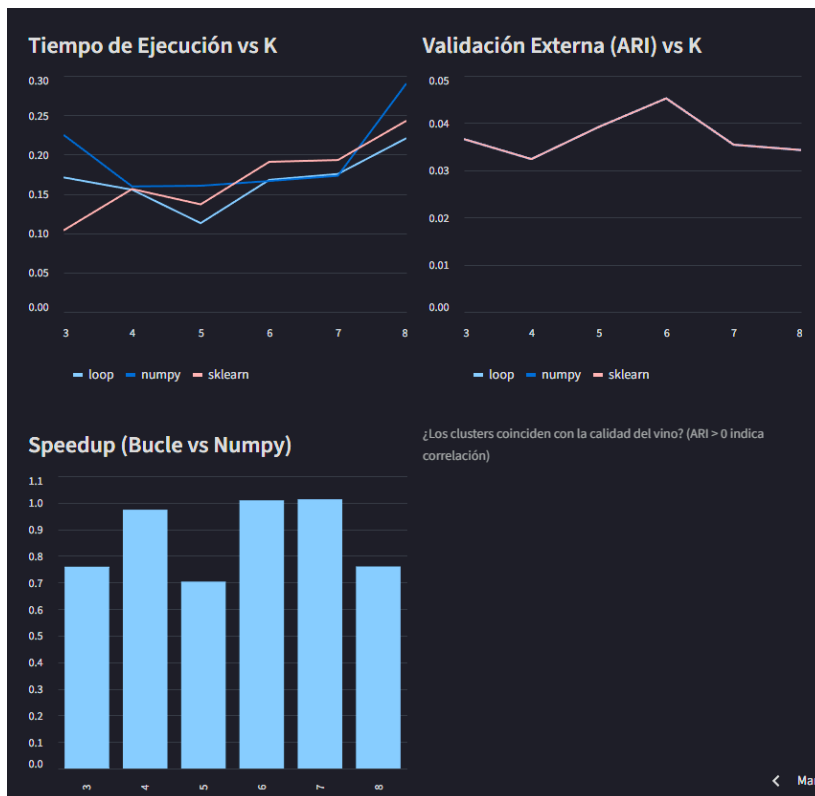 Tiempo de Ejecución vs K
0.30
0.25
0.20
0.15
0.10
0.05
0.00
3 4 5 6 7 8
loop numpy sklearn
Validación Externa (ARI) vs K
0.05
0.04
0.03
0.02
0.01
0.00
3 4 5 6 7 8
loop numpy sklearn
Speedup (Bucle vs Numpy)
1.1
1.0
0.9
0.8
0.7
0.6
0.5
0.4
0.3
0.2
0.1
0.0
3 4 5 6 7 8
¿Los clusters coinciden con la calidad del vino? (ARI > 0 indica
correlación)
< Mar